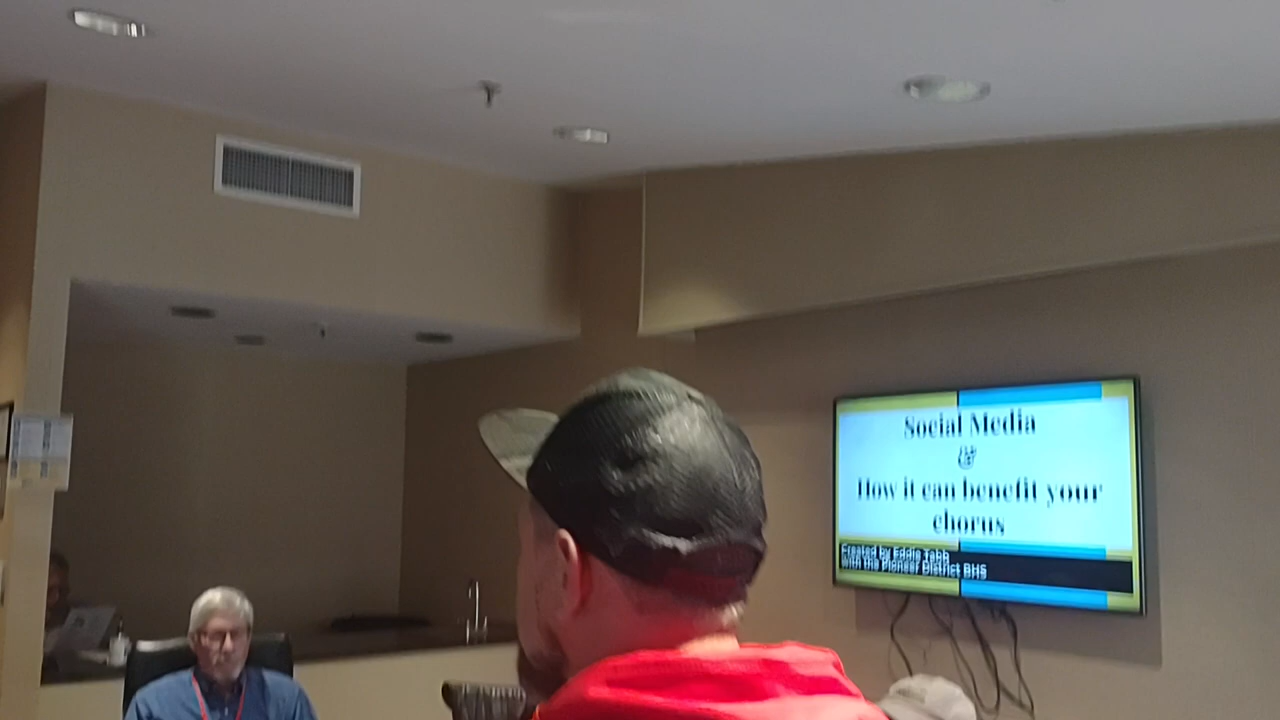 Social Media
&
How it can benefit your
chorus
Created by Eddie Tabb
with the Pioneer District BHS